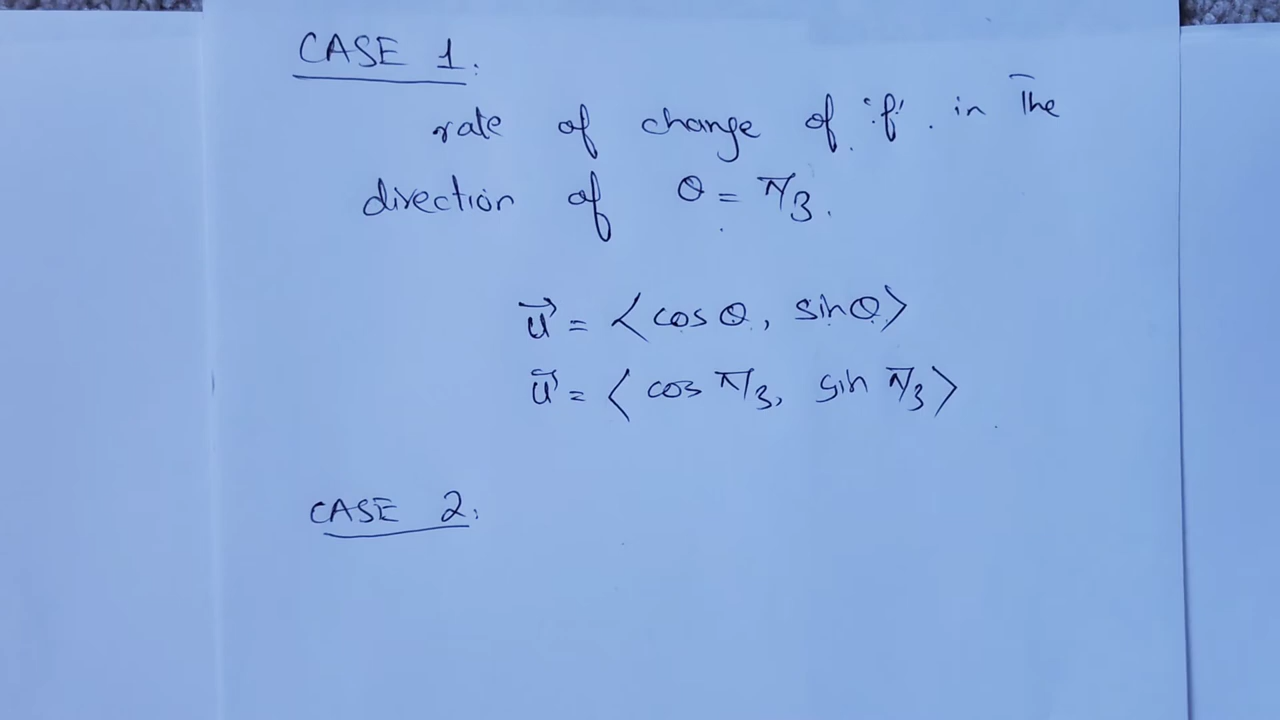 CASE 1:
rate of change of 'f' in the
direction of θ = π/3.
u⃗ = ⟨cos θ, sin θ⟩
u⃗ = ⟨ cos π/3, sin π/3⟩
CASE 2: